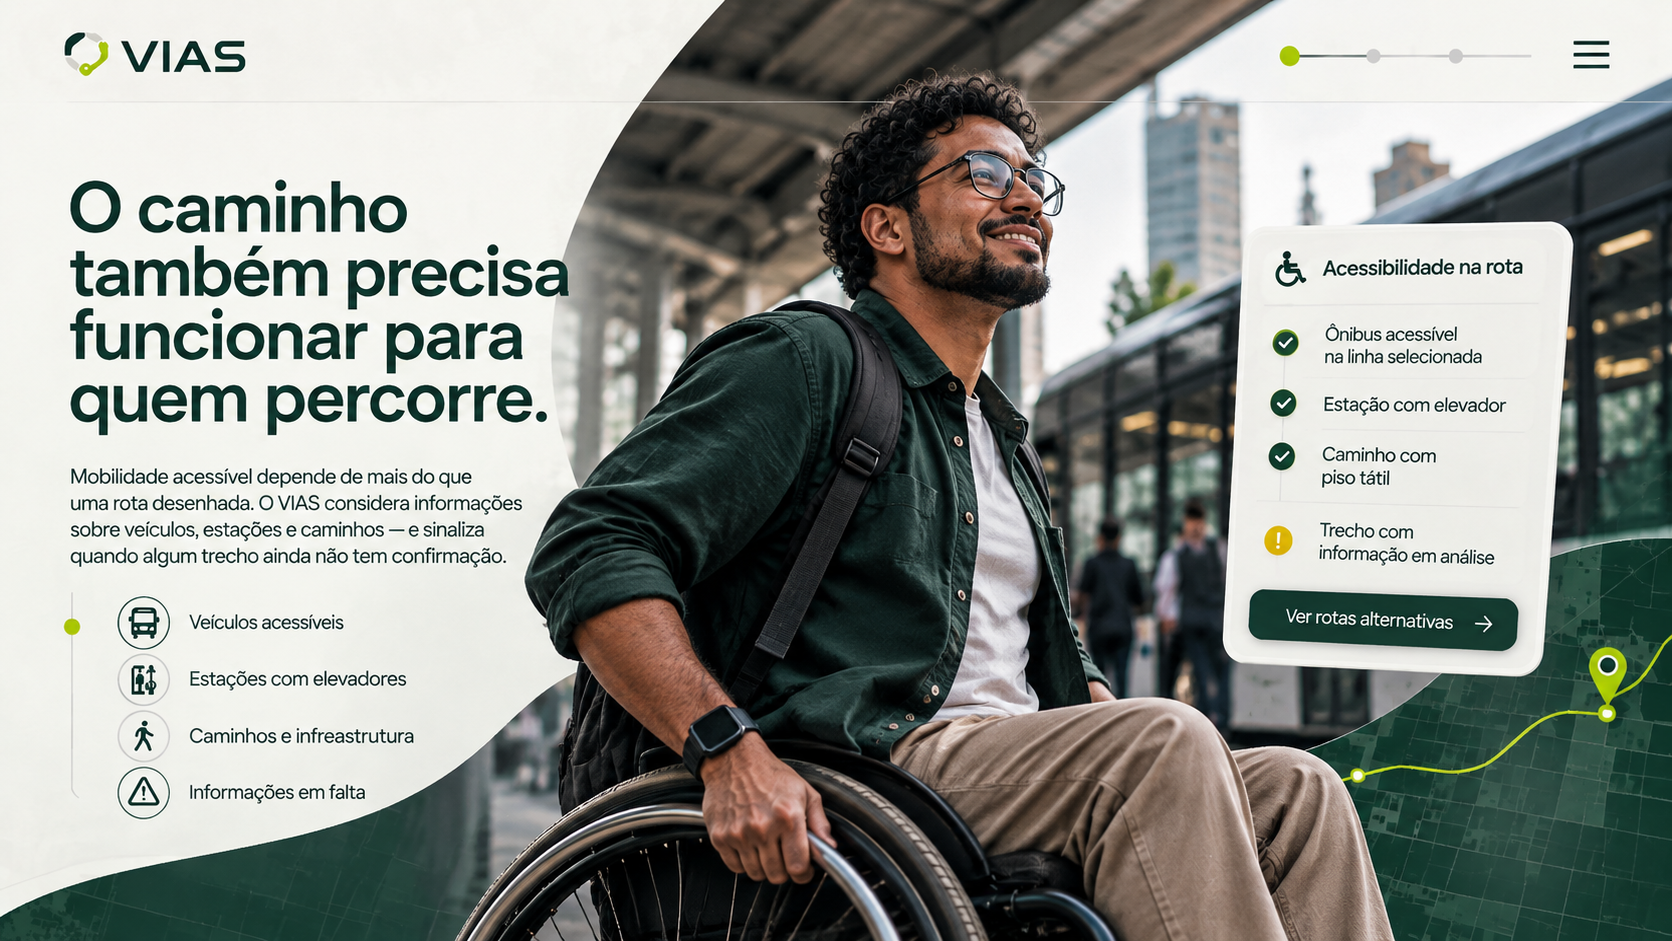 VIAS
O caminho
também precisa
funcionar para
quem percorre.
Mobilidade acessível depende de mais do que
uma rota desenhada. O VIAS considera informações
sobre veículos, estações e caminhos — e sinaliza
quando algum trecho ainda não tem confirmação.
Veículos acessíveis
Estações com elevadores
Caminhos e infreastrutura
Informações em falta
Acessibilidade na rota
Ônibus acessível
na linha selecionada
Estação com elevador
Caminho com
piso tátil
Trecho com
informação em análise
Ver rotas alternativas